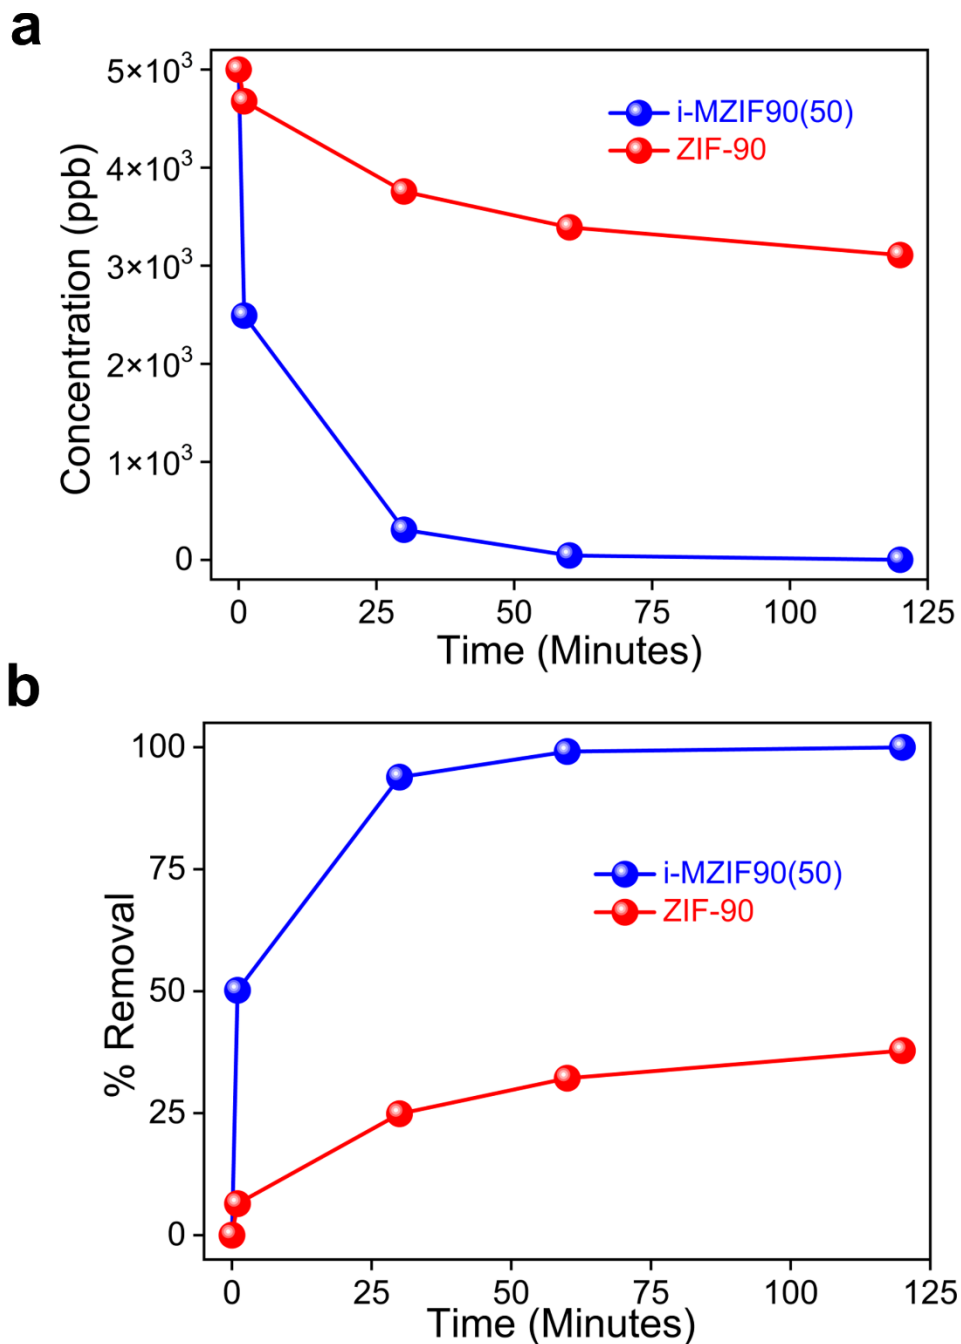 a
5×10³
4×10³
3×10³
2×10³
1×10³
0
Concentration (ppb)
i-MZIF90(50)
ZIF-90
0 25 50 75 100 125
Time (Minutes)
b
100
75
50
25
0
% Removal
i-MZIF90(50)
ZIF-90
0 25 50 75 100 125
Time (Minutes)